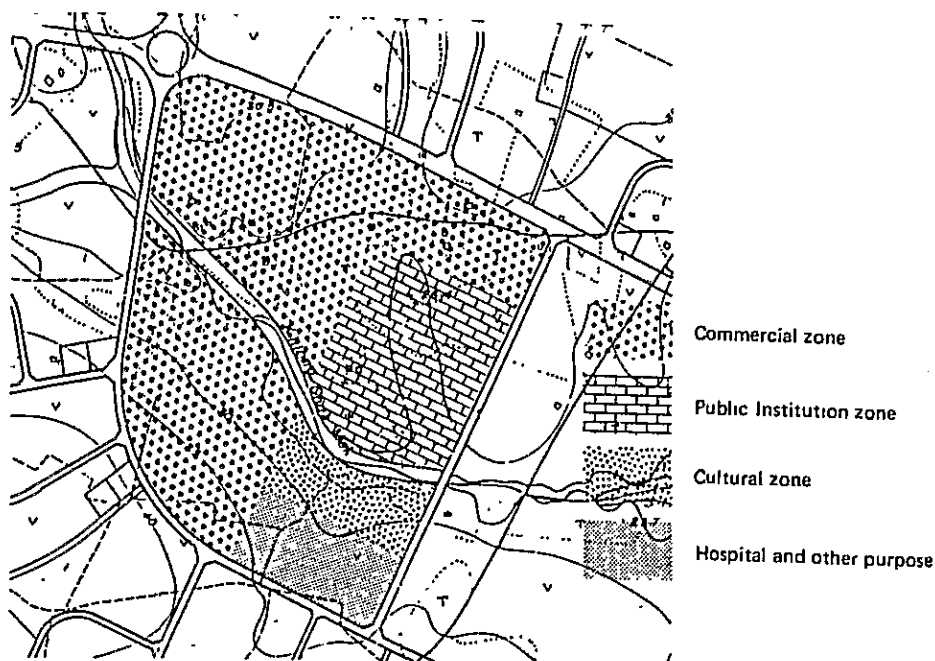 Commercial zone
Public Institution zone
Cultural zone
Hospital and other purpose